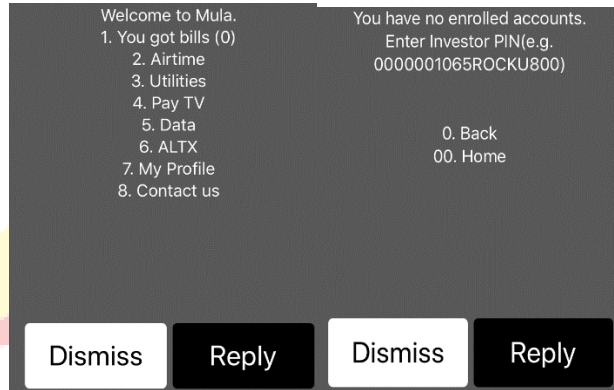 Welcome to Mula.
1. You got bills (0)
2. Airtime
3. Utilities
4. Pay TV
5. Data
6. ALTX
7. My Profile
8. Contact us
Dismiss
Reply
You have no enrolled accounts.
Enter Investor PIN(e.g.
0000001065ROCKU800)
0. Back
00. Home
Dismiss
Reply